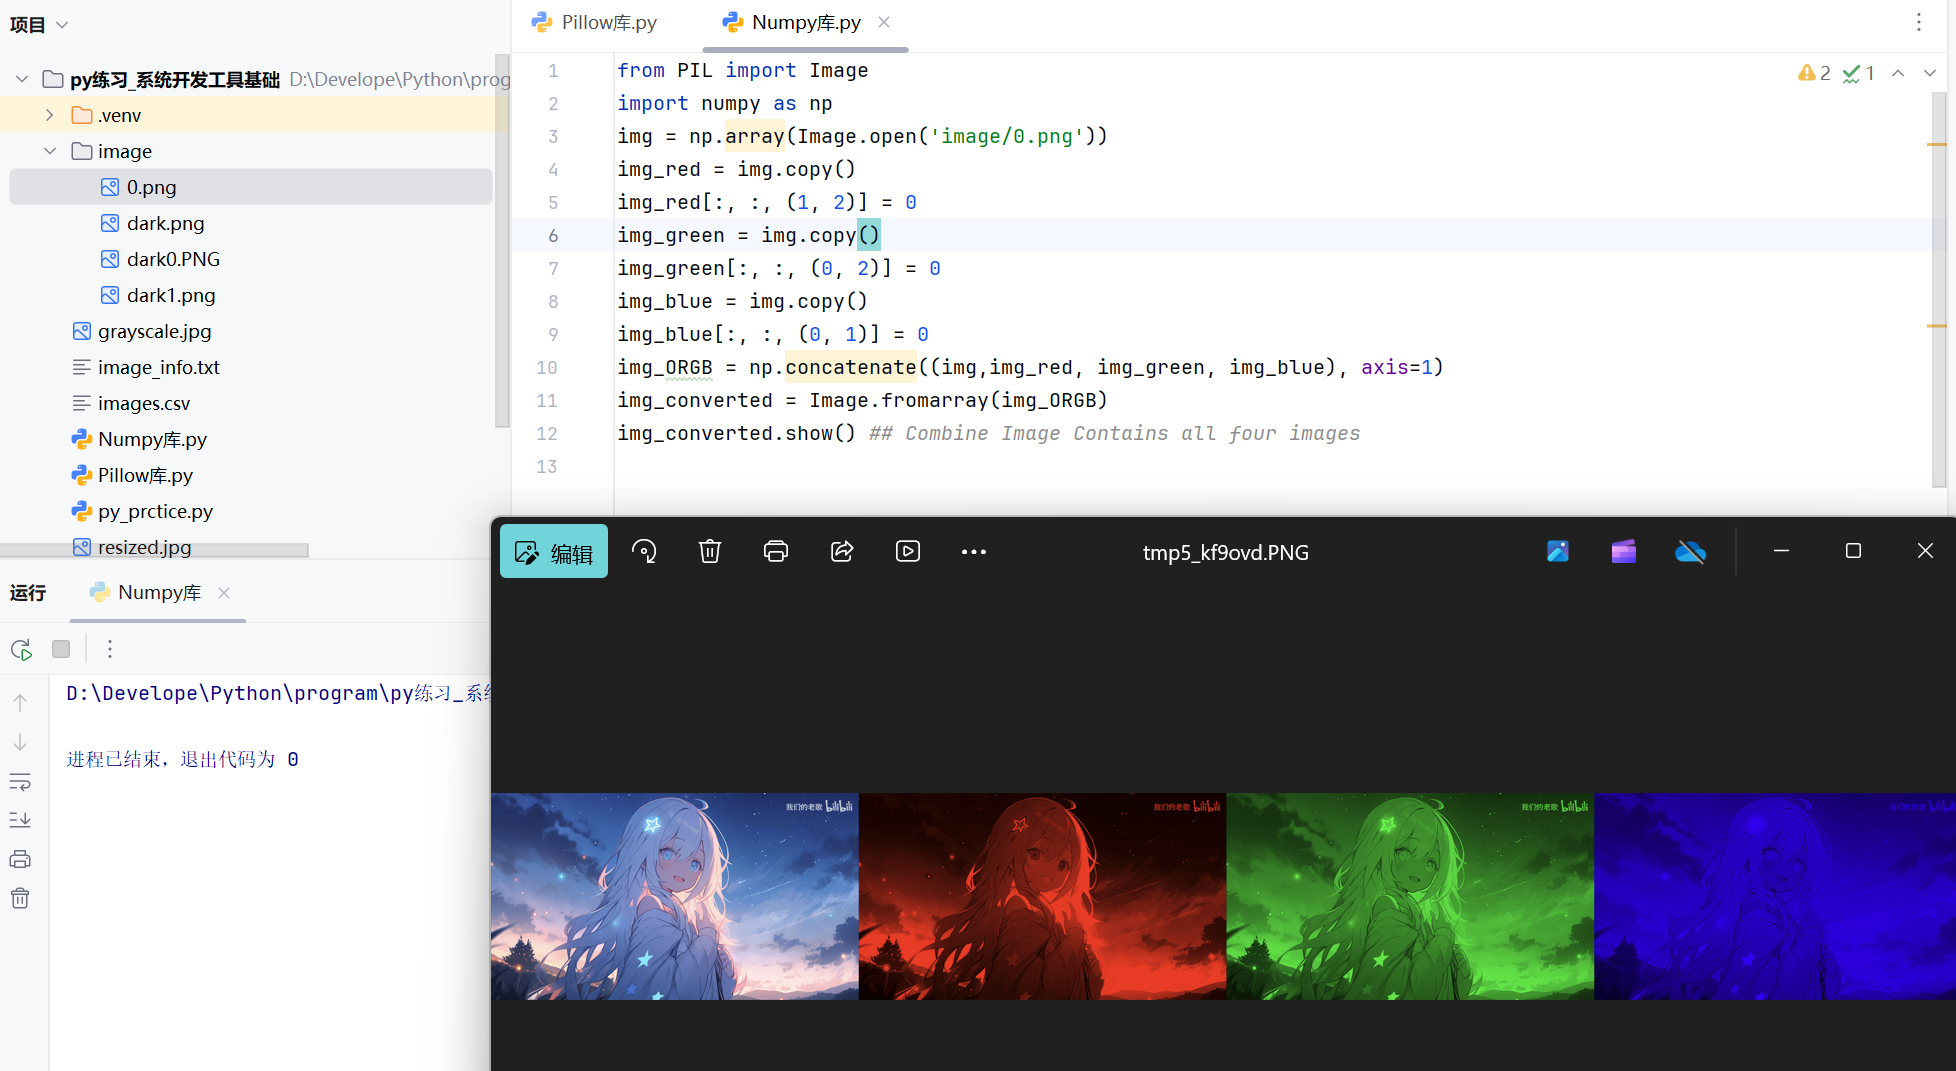 项目
py练习_系统开发工具基础 D:\Develope\Python\prog
.venv
image
0.png
dark.png
dark0.PNG
dark1.png
grayscale.jpg
image_info.txt
images.csv
Numpy库.py
Pillow库.py
py_prctice.py
resized.jpg
Pillow库.py
Numpy库.py
2 1
1 from PIL import Image
2 import numpy as np
3 img = np.array(Image.open('image/0.png'))
4 img_red = img.copy()
5 img_red[:, :, (1, 2)] = 0
6 img_green = img.copy()
7 img_green[:, :, (0, 2)] = 0
8 img_blue = img.copy()
9 img_blue[:, :, (0, 1)] = 0
10 img_ORGB = np.concatenate((img,img_red, img_green, img_blue), axis=1)
11 img_converted = Image.fromarray(img_ORGB)
12 img_converted.show() ## Combine Image Contains all four images
13
运行 Numpy库
D:\Develope\Python\program\py练习_系统
进程已结束，退出代码为 0
编辑
tmp5_kf9ovd.PNG
我们的老歌 bilibili
我们的老歌 bilibili
我们的老歌 bilibili
我们的老歌 bilibili